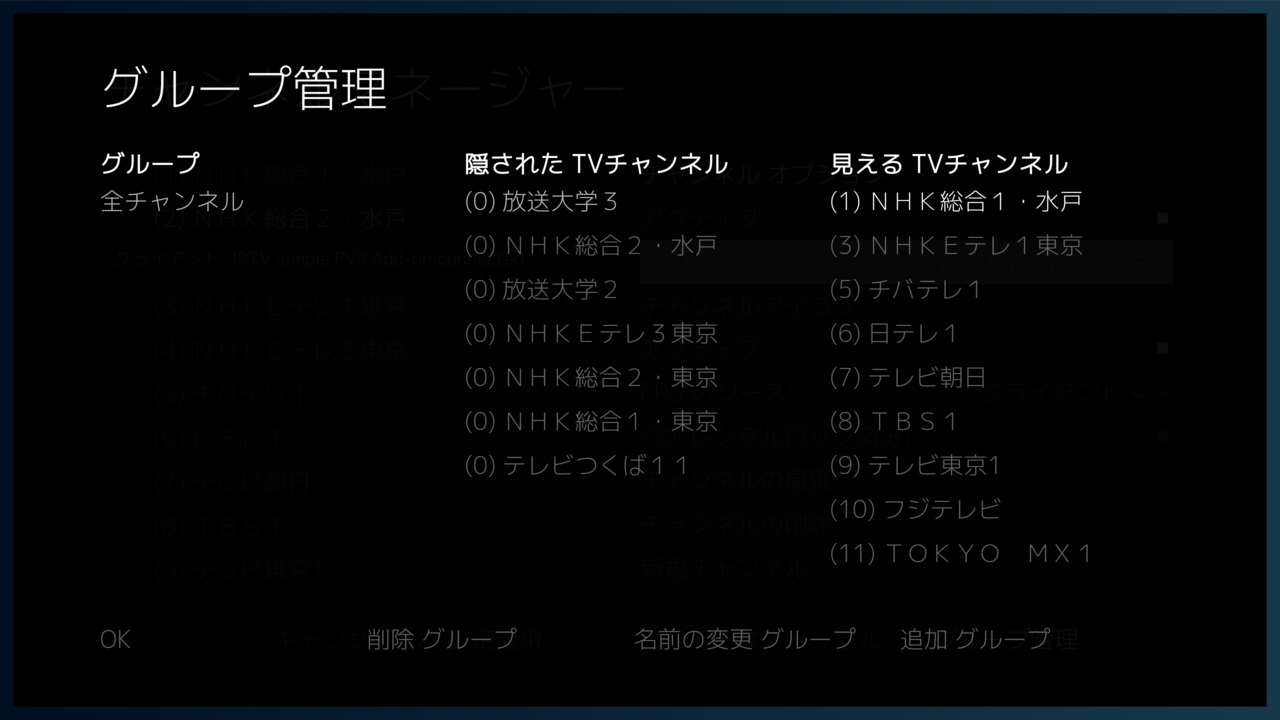 グループ管理
グループ
全チャンネル
隠された TVチャンネル
(0) 放送大学３
(0) ＮＨＫ総合２・水戸
(0) 放送大学２
(0) ＮＨＫＥテレ３東京
(0) ＮＨＫ総合２・東京
(0) ＮＨＫ総合１・東京
(0) テレビつくば１１
見える TVチャンネル
(1) ＮＨＫ総合１・水戸
(3) ＮＨＫＥテレ１東京
(5) チバテレ１
(6) 日テレ１
(7) テレビ朝日
(8) ＴＢＳ１
(9) テレビ東京1
(10) フジテレビ
(11) ＴＯＫＹＯ　ＭＸ１
OK
削除 グループ
名前の変更 グループ
追加 グループ